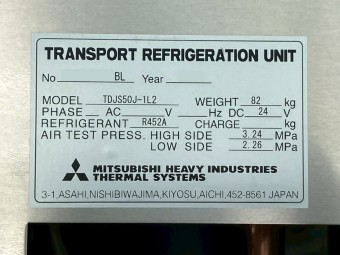 TRANSPORT REFRIGERATION UNIT
No BL Year
MODEL TDJS50J-1L2 WEIGHT 82 kg
PHASE AC V Hz DC 24 V
REFRIGERANT R452A CHARGE kg
AIR TEST PRESS. HIGH SIDE 3.24 MPa
LOW SIDE 2.26 MPa
MITSUBISHI HEAVY INDUSTRIES
THERMAL SYSTEMS
3-1, ASAHI, NISHIBIWAJIMA, KIYOSU, AICHI, 452-8561 JAPAN